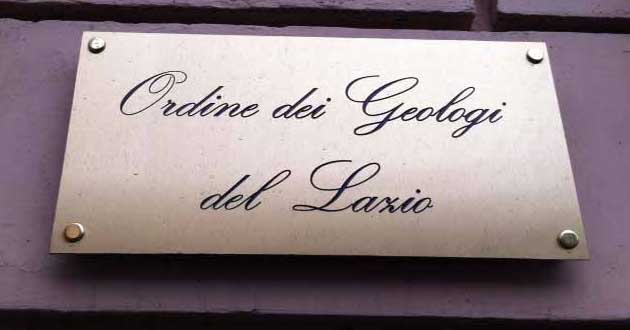 Ordine dei Geologi
del Lazio